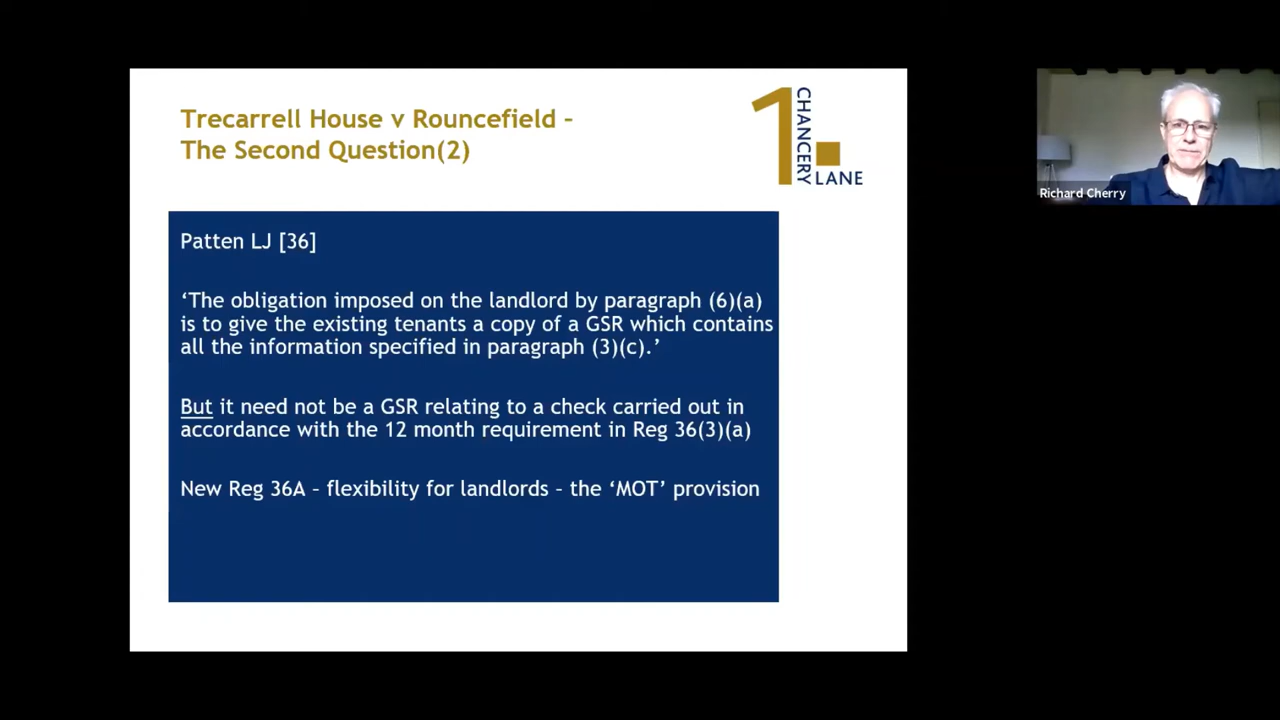 Trecarrell House v Rouncefield –
The Second Question(2)
1 CHANCERY LANE
Patten LJ [36]
‘The obligation imposed on the landlord by paragraph (6)(a)
is to give the existing tenants a copy of a GSR which contains
all the information specified in paragraph (3)(c).’
But it need not be a GSR relating to a check carried out in
accordance with the 12 month requirement in Reg 36(3)(a)
New Reg 36A – flexibility for landlords – the ‘MOT’ provision
Richard Cherry